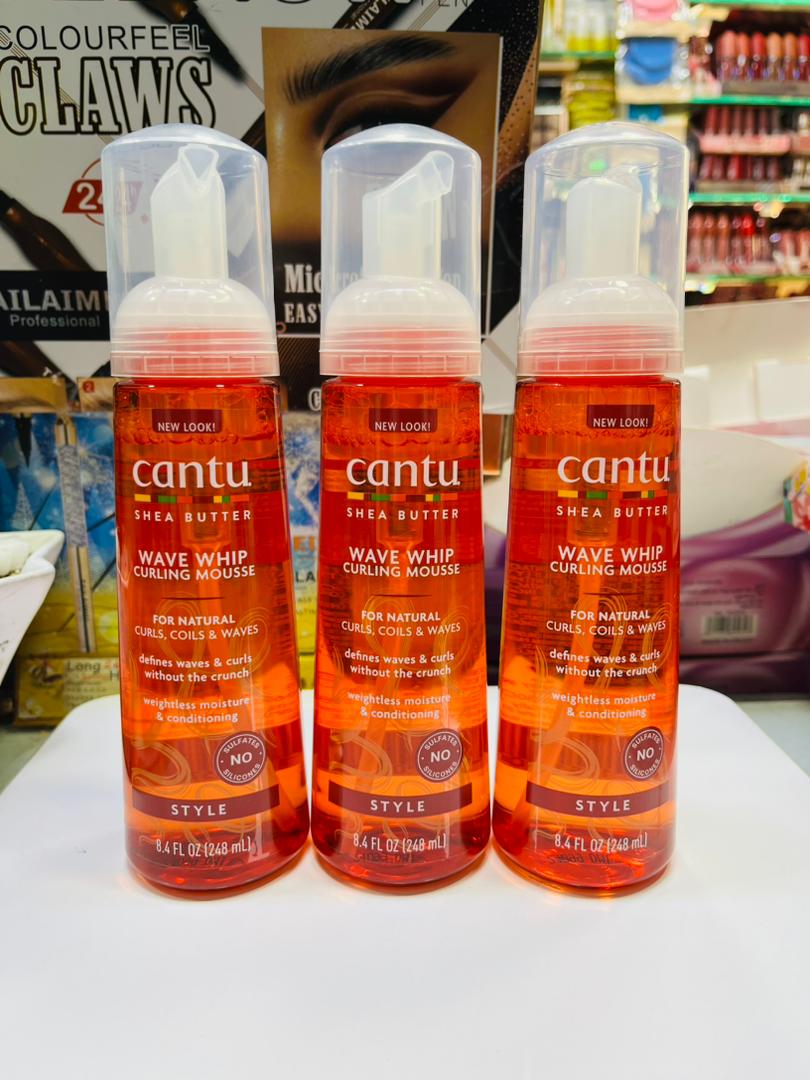 COLOURFEEL
CLAWS
24
AILAIM
Professional
EASY
NEW LOOK!
cantu
SHEA BUTTER
WAVE WHIP
CURLING MOUSSE
FOR NATURAL
CURLS, COILS & WAVES
defines waves & curls
without the crunch
weightless moisture
& conditioning
SULFATES
NO
SILICONES
STYLE
8.4 FL OZ (248 mL)
NEW LOOK!
cantu
SHEA BUTTER
WAVE WHIP
CURLING MOUSSE
FOR NATURAL
CURLS, COILS & WAVES
defines waves & curls
without the crunch
weightless moisture
& conditioning
SULFATES
NO
SILICONES
STYLE
8.4 FL OZ (248 mL)
NEW LOOK!
cantu
SHEA BUTTER
WAVE WHIP
CURLING MOUSSE
FOR NATURAL
CURLS, COILS & WAVES
defines waves & curls
without the crunch
weightless moisture
& conditioning
SULFATES
NO
SILICONES
STYLE
8.4 FL OZ (248 mL)
Long